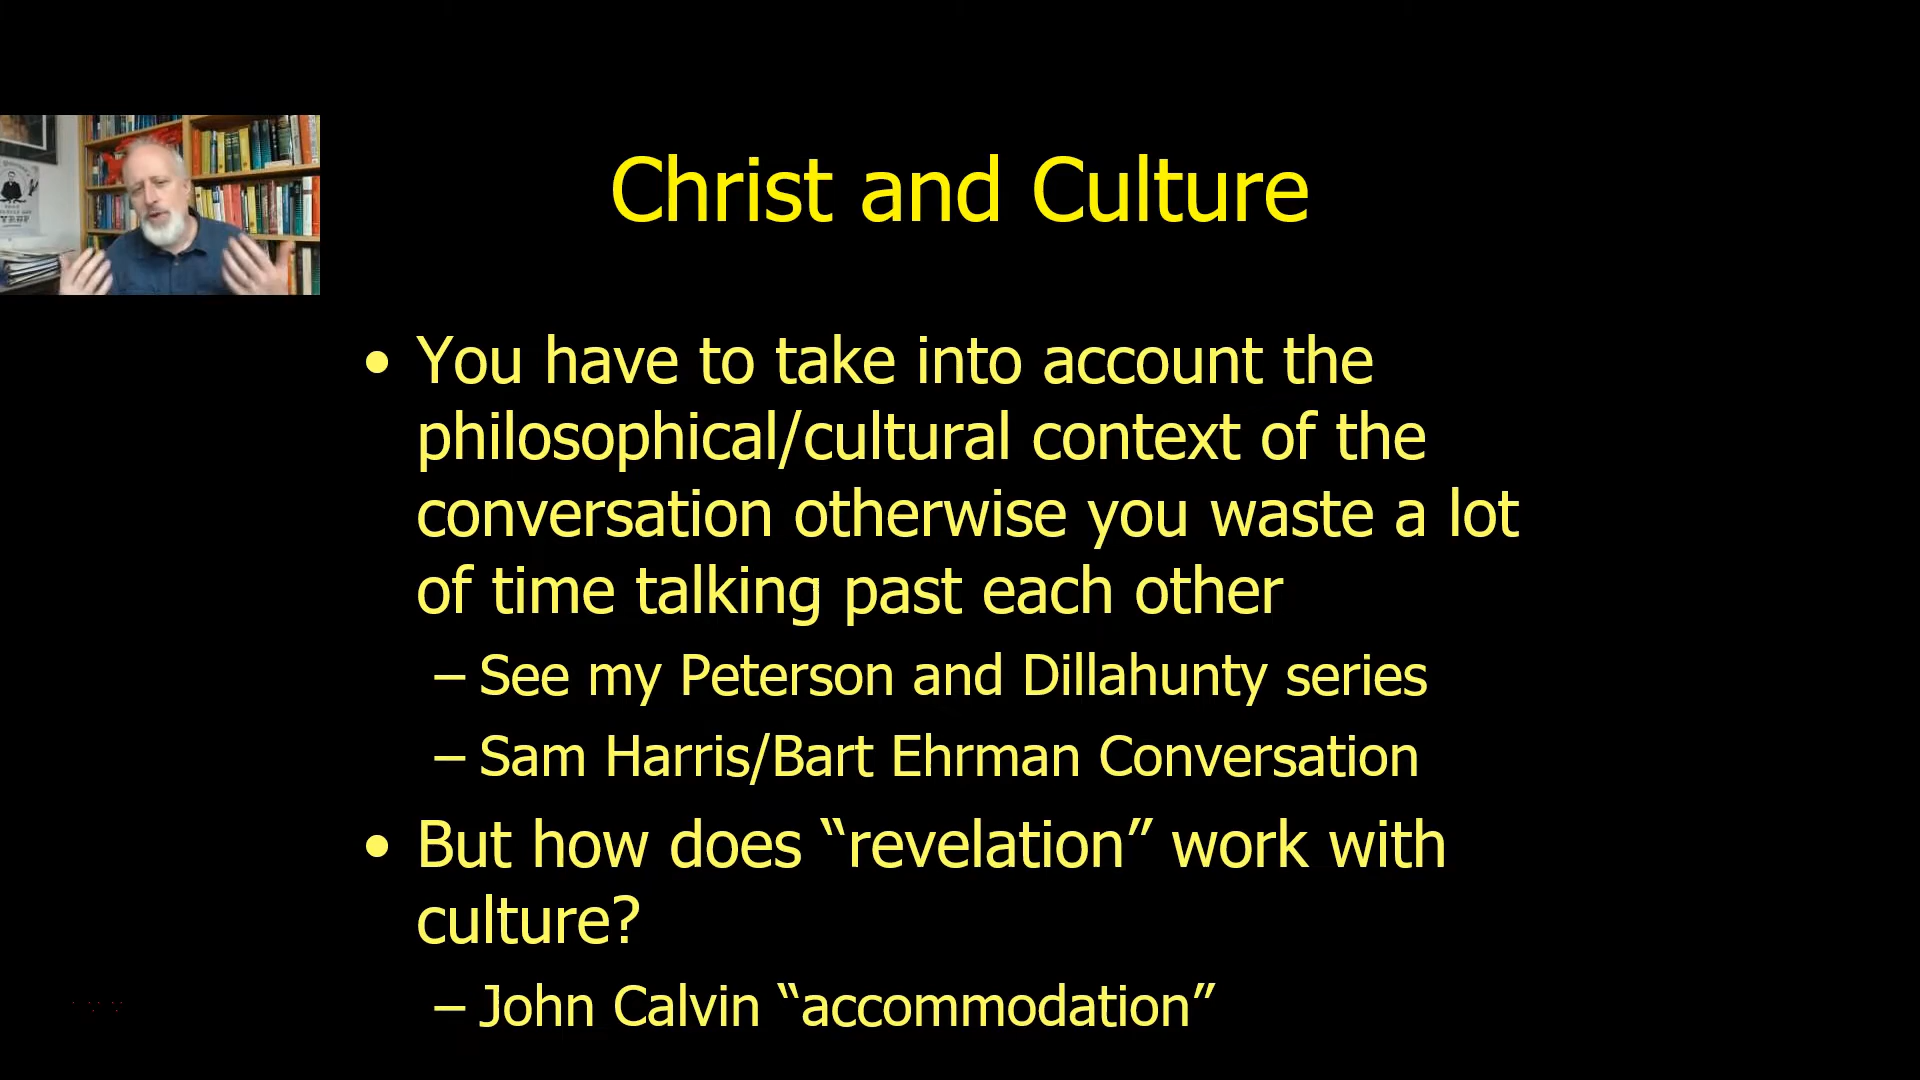 Christ and Culture
• You have to take into account the
philosophical/cultural context of the
conversation otherwise you waste a lot
of time talking past each other
– See my Peterson and Dillahunty series
– Sam Harris/Bart Ehrman Conversation
• But how does “revelation” work with
culture?
– John Calvin “accommodation”